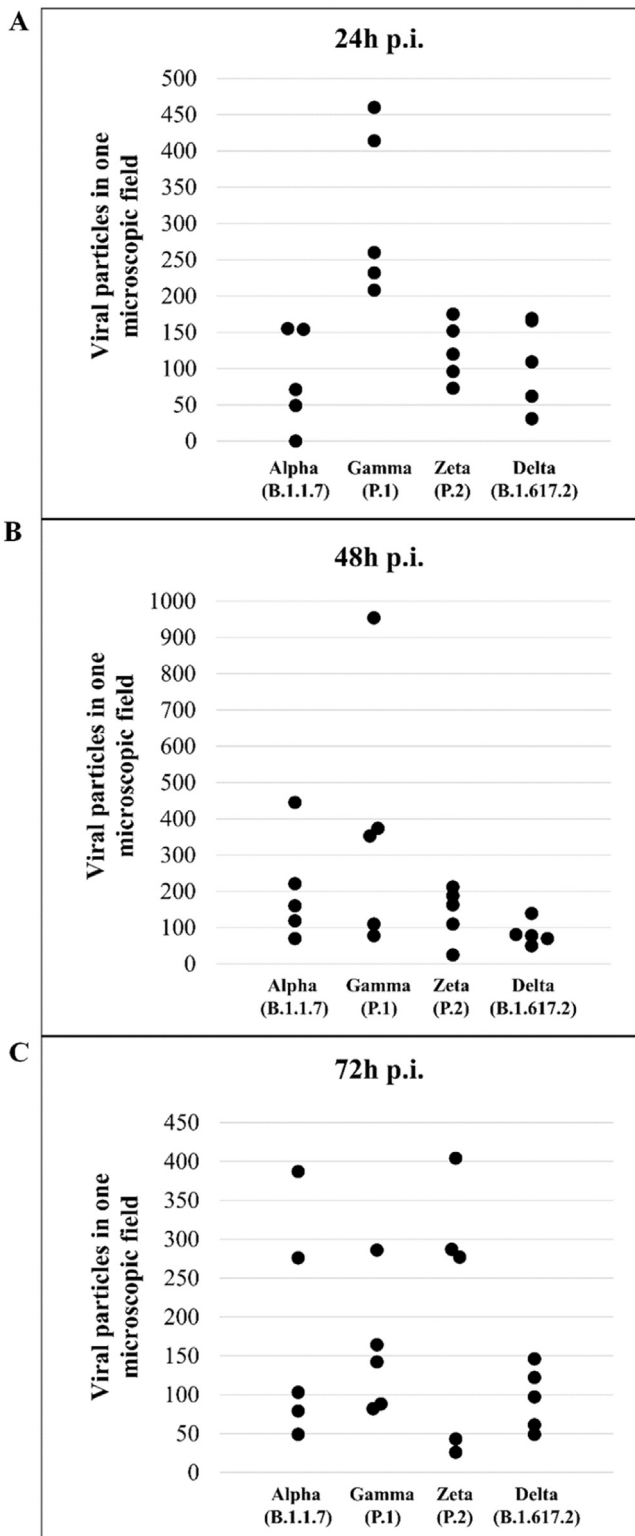 A
24h p.i.
Viral particles in one
microscopic field
500
450
400
350
300
250
200
150
100
50
0
Alpha Gamma Zeta Delta
(B.1.1.7) (P.1) (P.2) (B.1.617.2)
B
48h p.i.
Viral particles in one
microscopic field
1000
900
800
700
600
500
400
300
200
100
0
Alpha Gamma Zeta Delta
(B.1.1.7) (P.1) (P.2) (B.1.617.2)
C
72h p.i.
Viral particles in one
microscopic field
450
400
350
300
250
200
150
100
50
0
Alpha Gamma Zeta Delta
(B.1.1.7) (P.1) (P.2) (B.1.617.2)